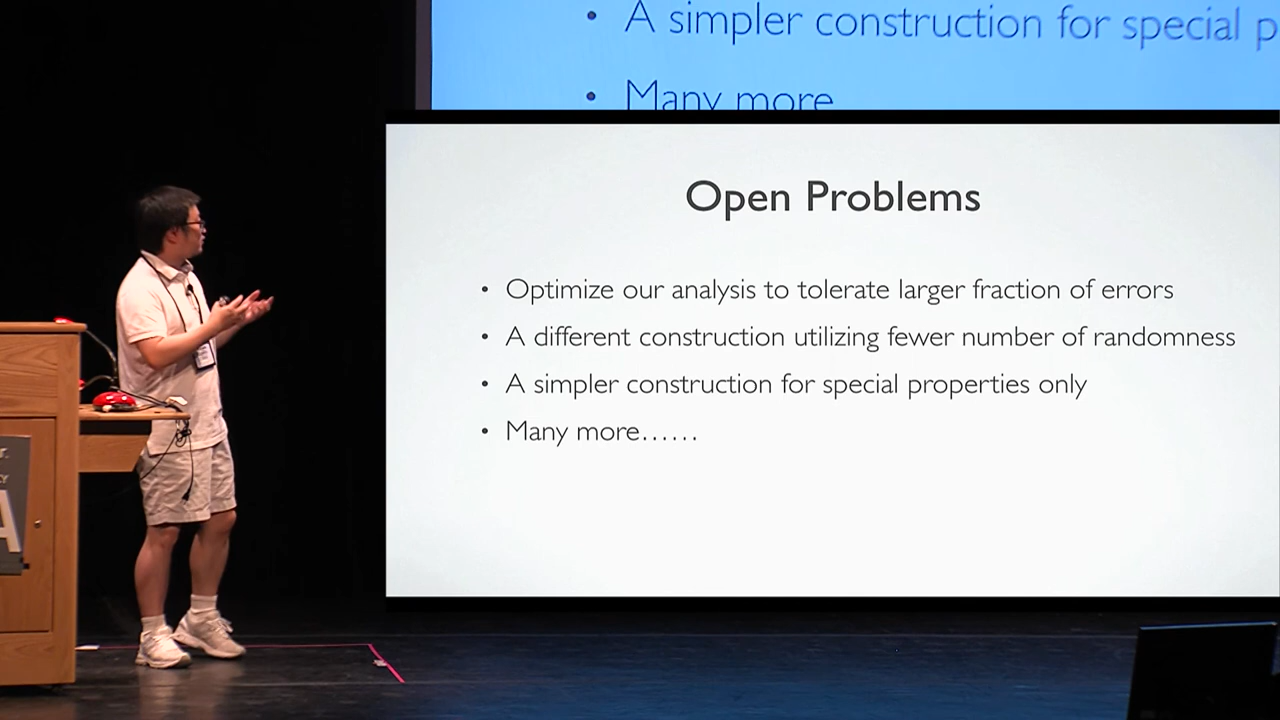 A simpler construction for special p
Many more
Open Problems
• Optimize our analysis to tolerate larger fraction of errors
• A different construction utilizing fewer number of randomness
• A simpler construction for special properties only
• Many more......